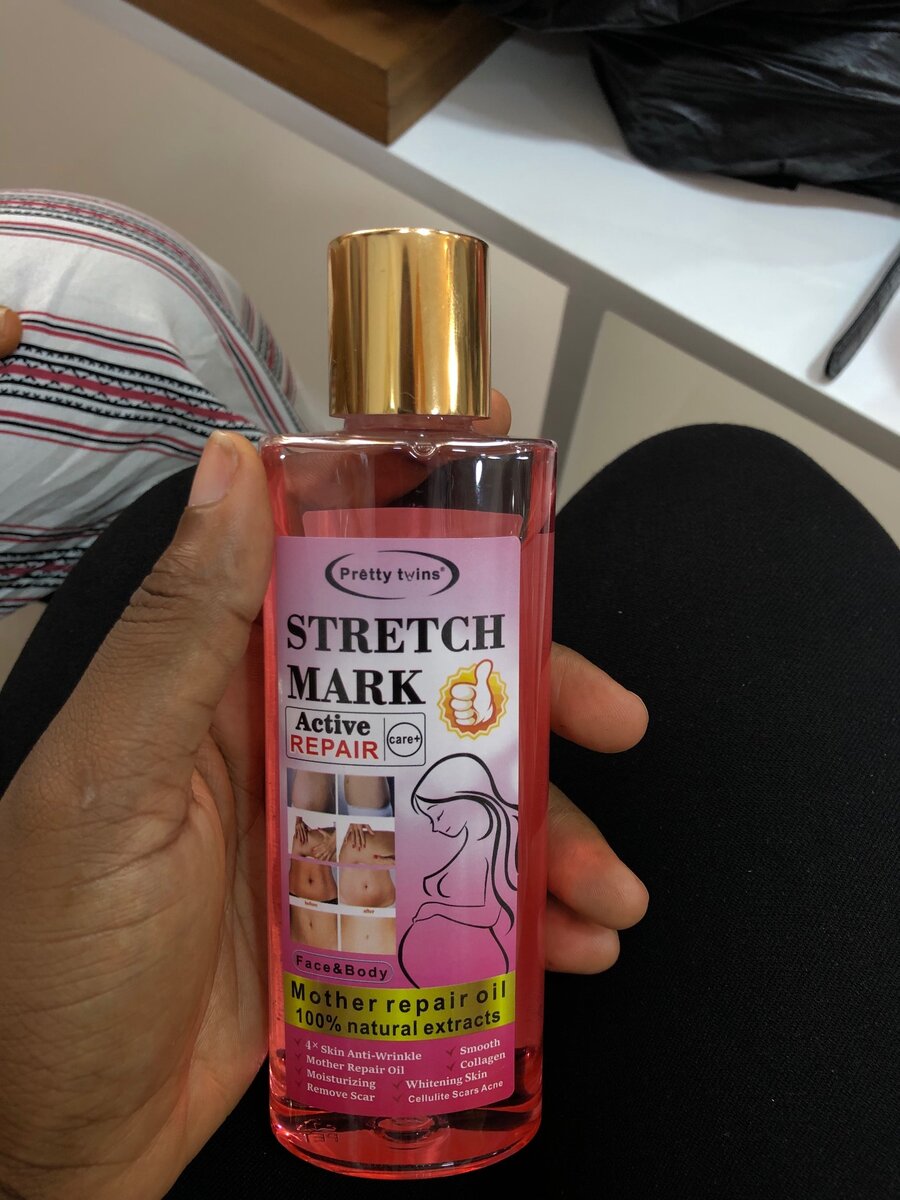 Prêtty twins®
STRETCH
MARK
Active
REPAIR
care+
before after
Face&Body
Mother repair oil
100% natural extracts
4× Skin Anti-Wrinkle
Mother Repair Oil
Moisturizing
Remove Scar
Smooth
Collagen
Whitening Skin
Cellulite Scars Acne